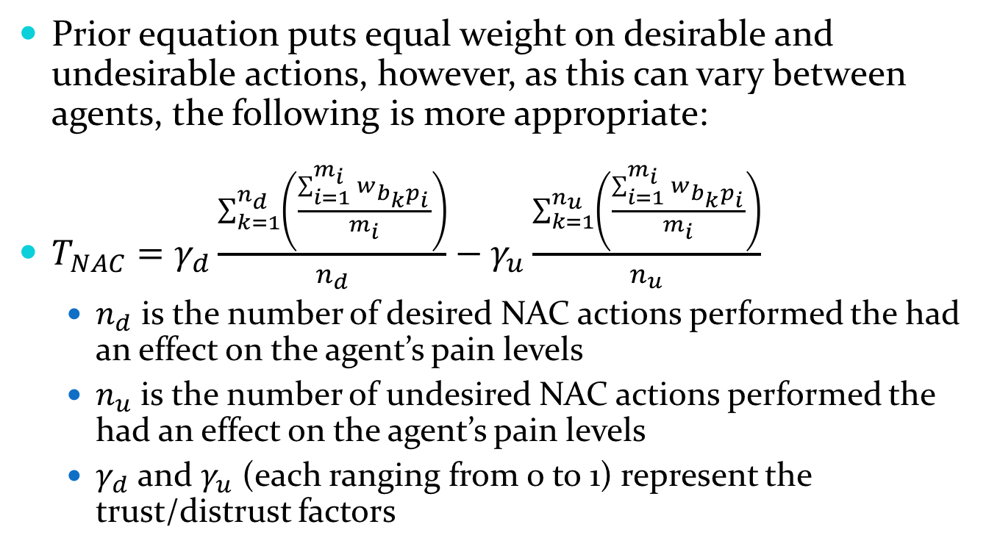 • Prior equation puts equal weight on desirable and
undesirable actions, however, as this can vary between
agents, the following is more appropriate:
• $T_{NAC} = \gamma_d \frac{\sum_{k=1}^{n_d}\left(\frac{\sum_{i=1}^{m_i} w_{b_k p_i}}{m_i}\right)}{n_d} - \gamma_u \frac{\sum_{k=1}^{n_u}\left(\frac{\sum_{i=1}^{m_i} w_{b_k p_i}}{m_i}\right)}{n_u}$
• $n_d$ is the number of desired NAC actions performed the had
an effect on the agent’s pain levels
• $n_u$ is the number of undesired NAC actions performed the
had an effect on the agent’s pain levels
• $\gamma_d$ and $\gamma_u$ (each ranging from 0 to 1) represent the
trust/distrust factors